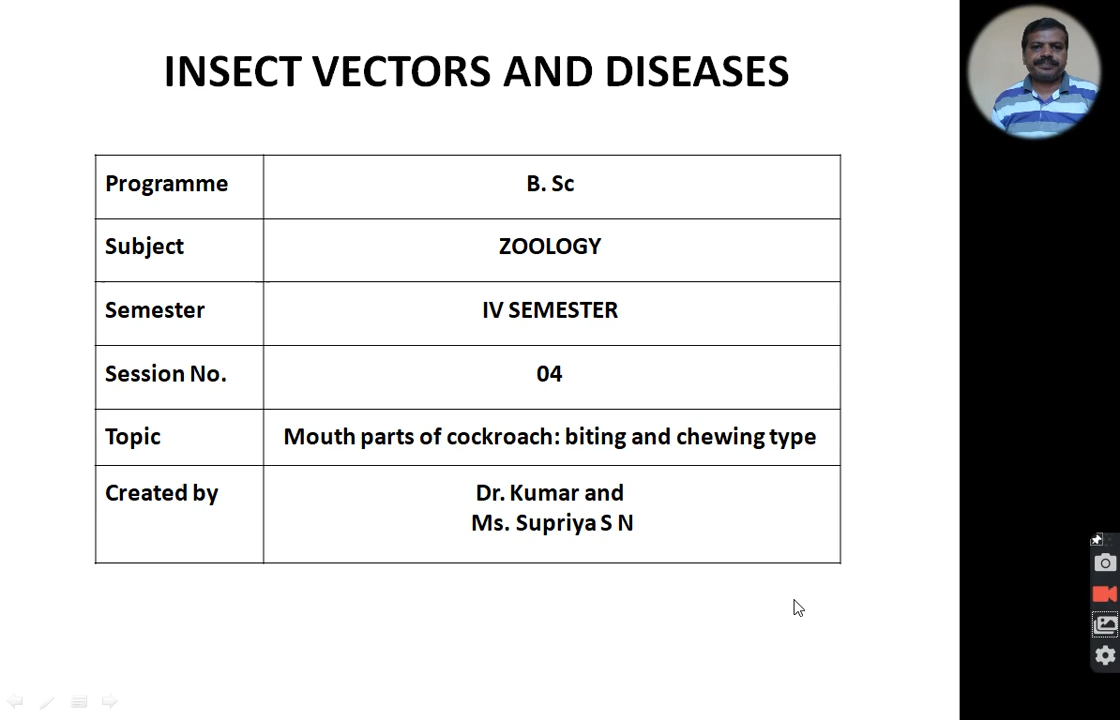 INSECT VECTORS AND DISEASES
Programme
B. Sc
Subject
ZOOLOGY
Semester
IV SEMESTER
Session No.
04
Topic
Mouth parts of cockroach: biting and chewing type
Created by
Dr. Kumar and
Ms. Supriya S N